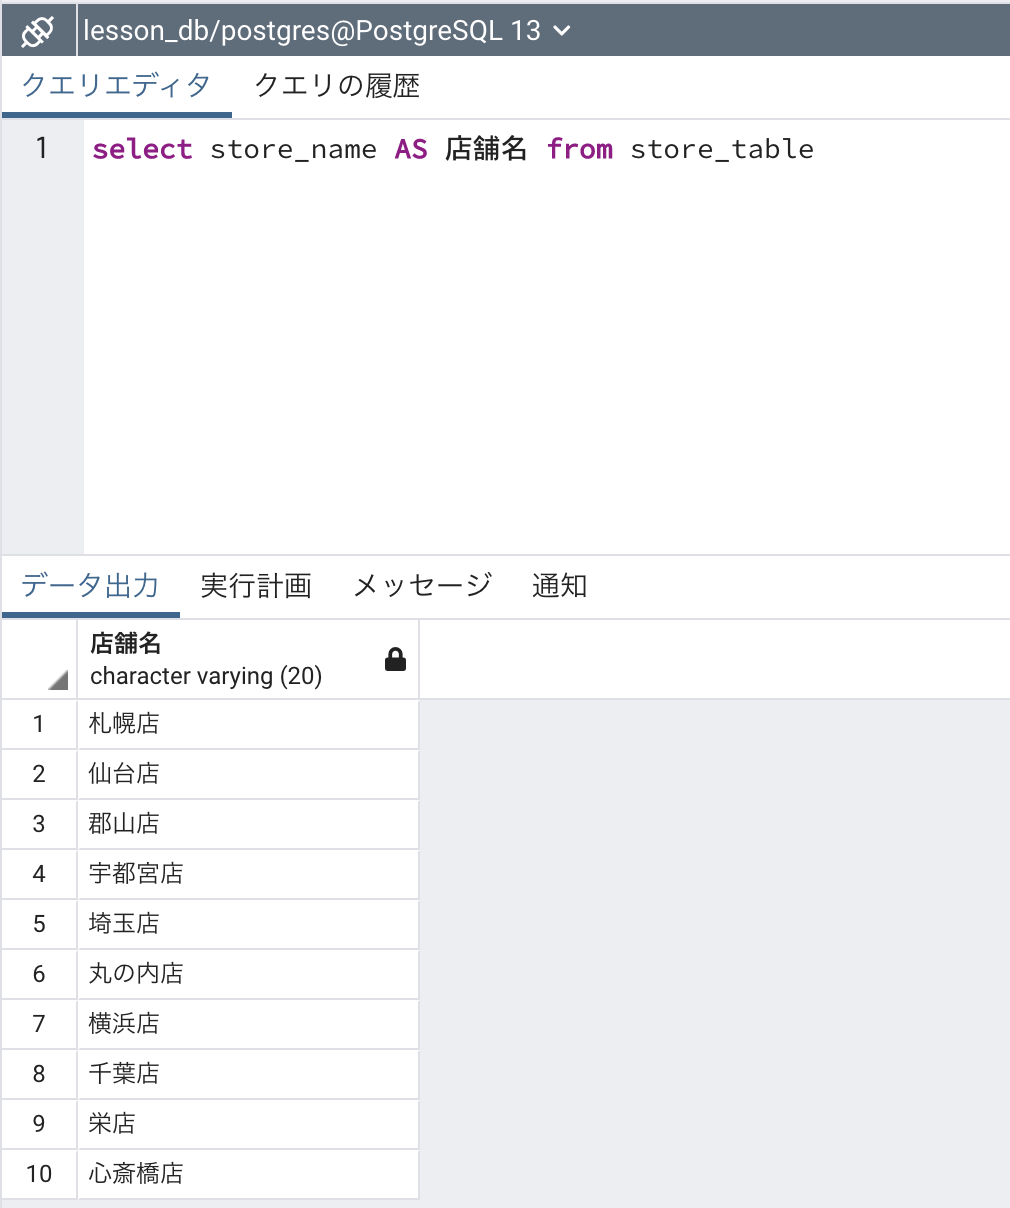 lesson_db/postgres@PostgreSQL 13
クエリエディタ クエリの履歴
1 select store_name AS 店舗名 from store_table
データ出力 実行計画 メッセージ 通知
店舗名
character varying (20)
1 札幌店
2 仙台店
3 郡山店
4 宇都宮店
5 埼玉店
6 丸の内店
7 横浜店
8 千葉店
9 栄店
10 心斎橋店